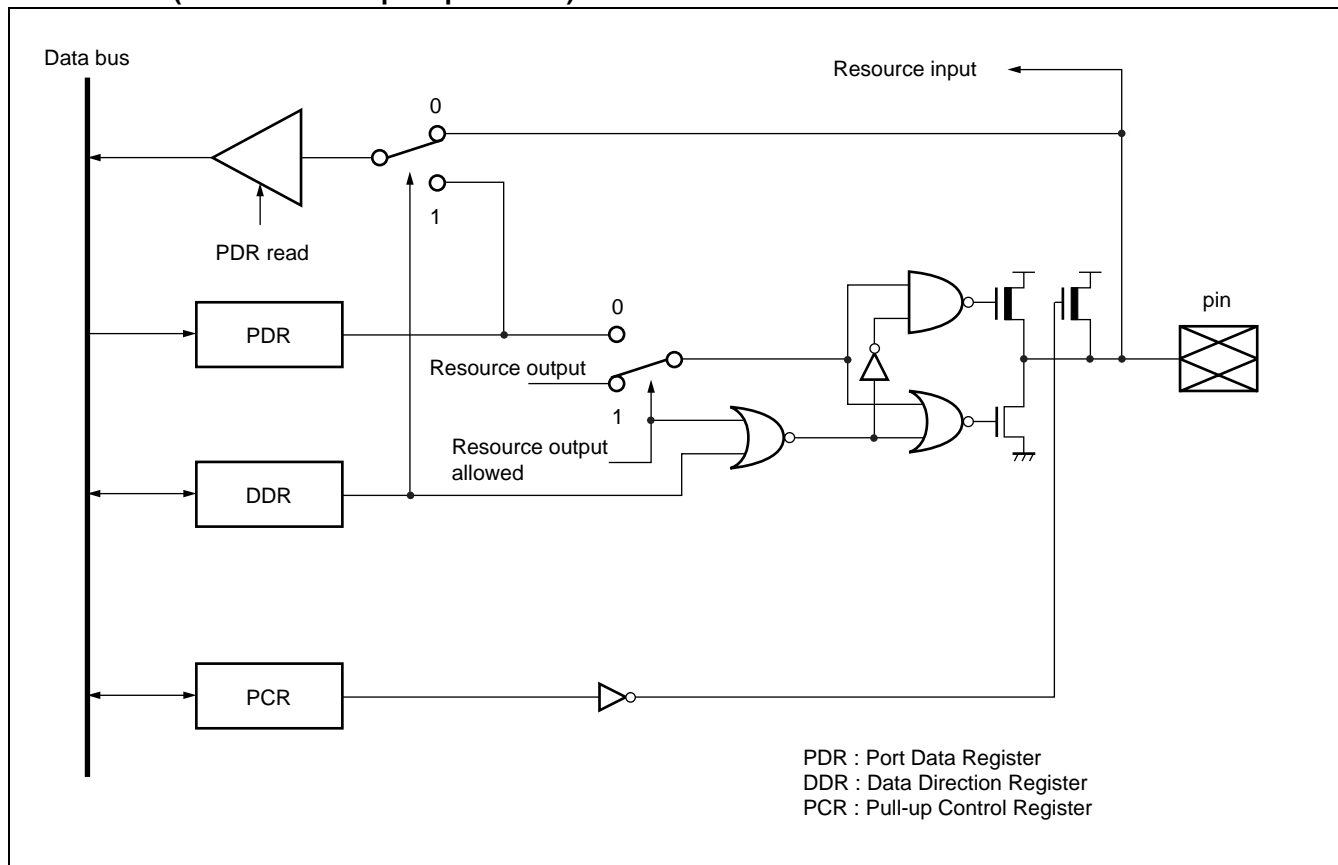 Data bus
Resource input
0
1
PDR read
pin
PDR
0
Resource output
1
Resource output
allowed
DDR
PCR
PDR : Port Data Register
DDR : Data Direction Register
PCR : Pull-up Control Register